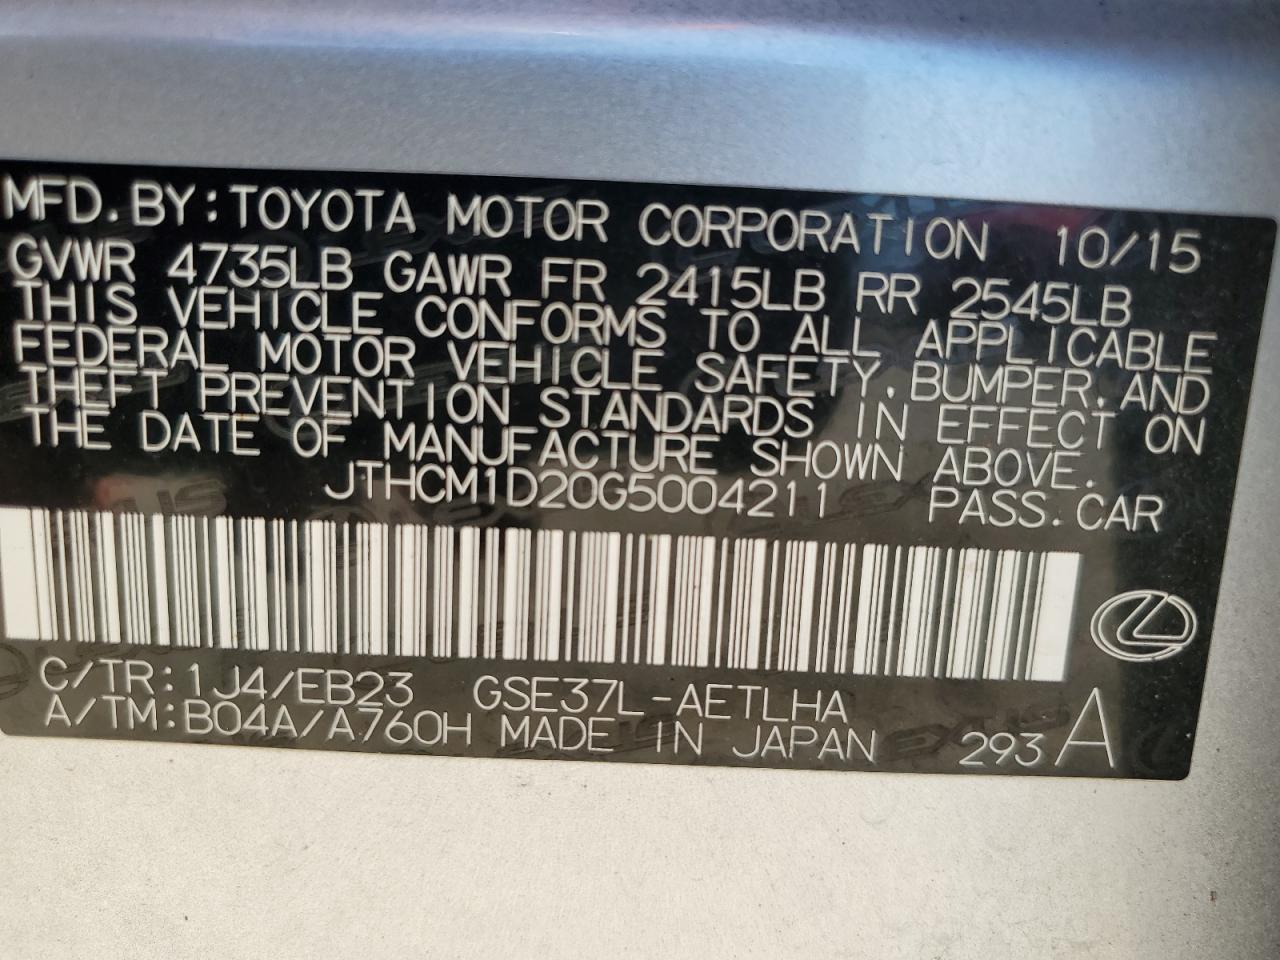 MFD. BY: TOYOTA MOTOR CORPORATION 10/15
GVWR 4735LB GAWR FR 2415LB RR 2545LB
THIS VEHICLE CONFORMS TO ALL APPLICABLE
FEDERAL MOTOR VEHICLE SAFETY, BUMPER, AND
THEFT PREVENTION STANDARDS IN EFFECT ON
THE DATE OF MANUFACTURE SHOWN ABOVE.
JTHCM1D20G5004211 PASS. CAR
C/TR: 1J4/EB23 GSE37L-AETLHA
A/TM: B04A/A760H MADE IN JAPAN 293 A